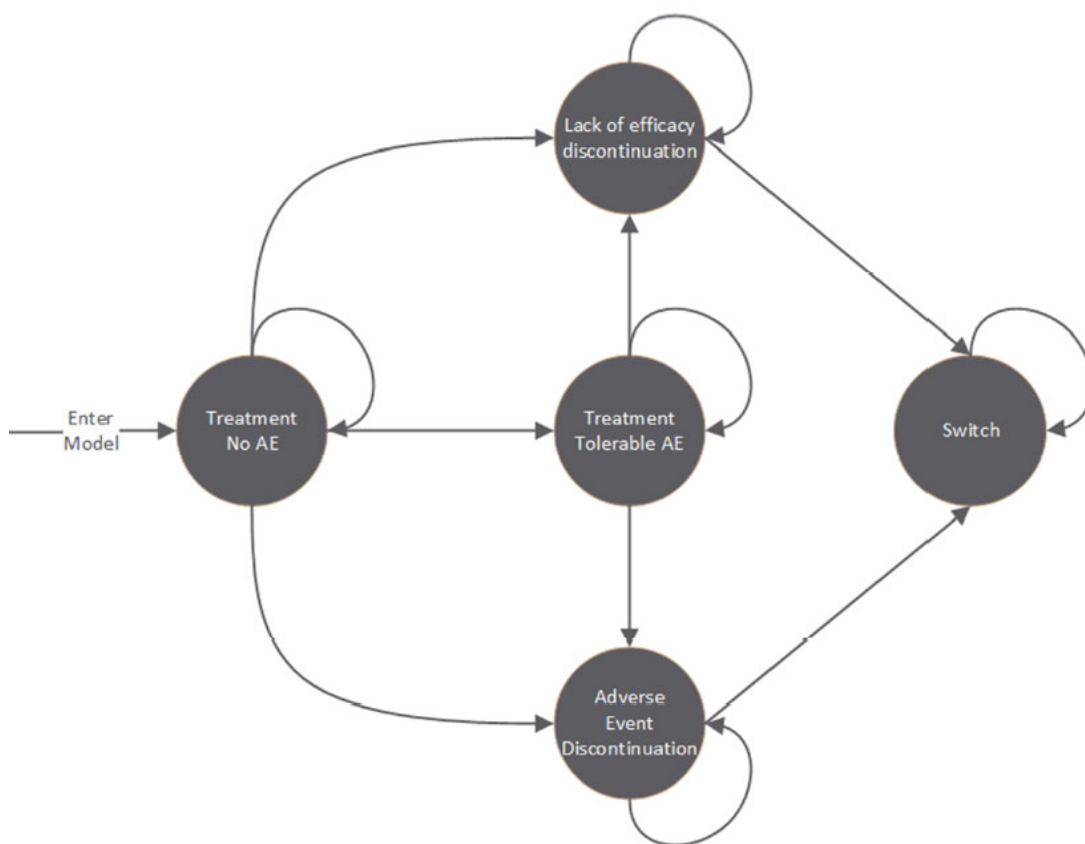 Lack of efficacy
discontinuation
Enter
Model
Treatment
No AE
Treatment
Tolerable AE
Switch
Adverse
Event
Discontinuation